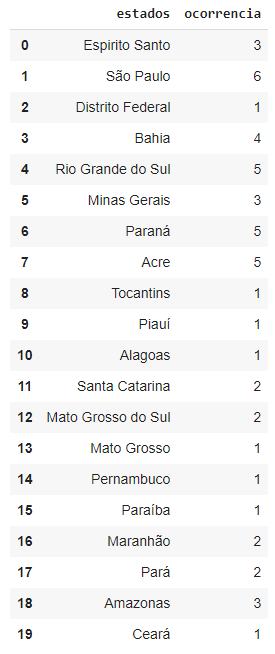 estados ocorrencia
0 Espirito Santo 3
1 São Paulo 6
2 Distrito Federal 1
3 Bahia 4
4 Rio Grande do Sul 5
5 Minas Gerais 3
6 Paraná 5
7 Acre 5
8 Tocantins 1
9 Piauí 1
10 Alagoas 1
11 Santa Catarina 2
12 Mato Grosso do Sul 2
13 Mato Grosso 1
14 Pernambuco 1
15 Paraíba 1
16 Maranhão 2
17 Pará 2
18 Amazonas 3
19 Ceará 1